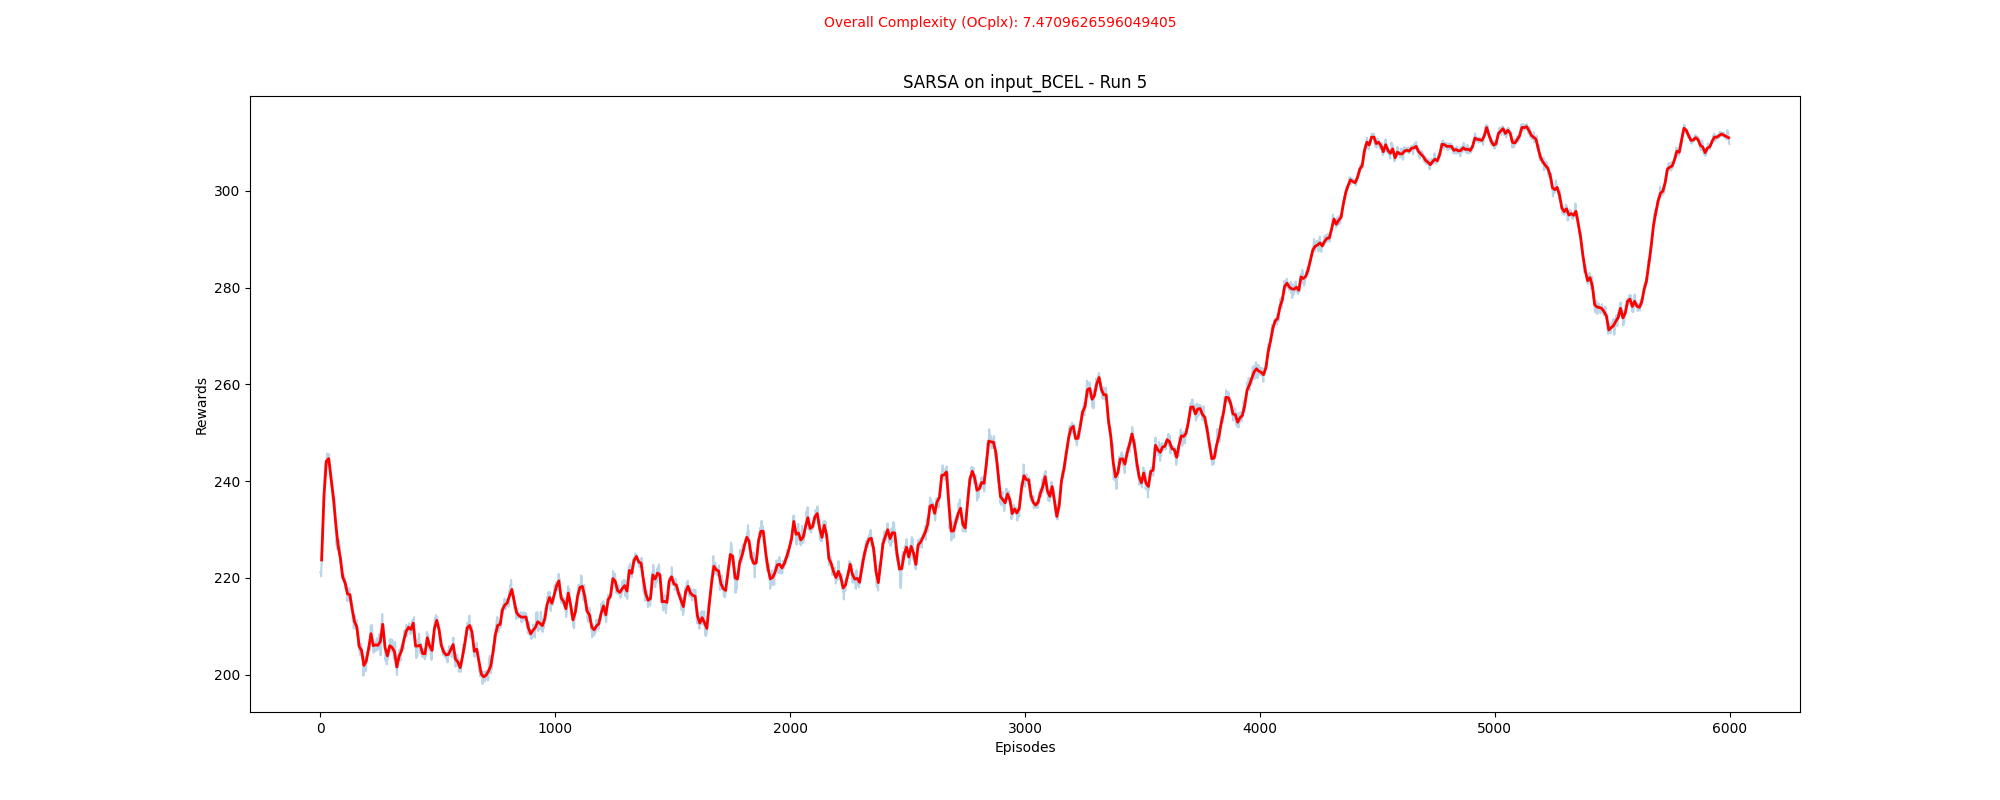 Overall Complexity (OCplx): 7.4709626596049405
SARSA on input_BCEL - Run 5
Rewards
300
280
260
240
220
200
0 1000 2000 3000 4000 5000 6000
Episodes